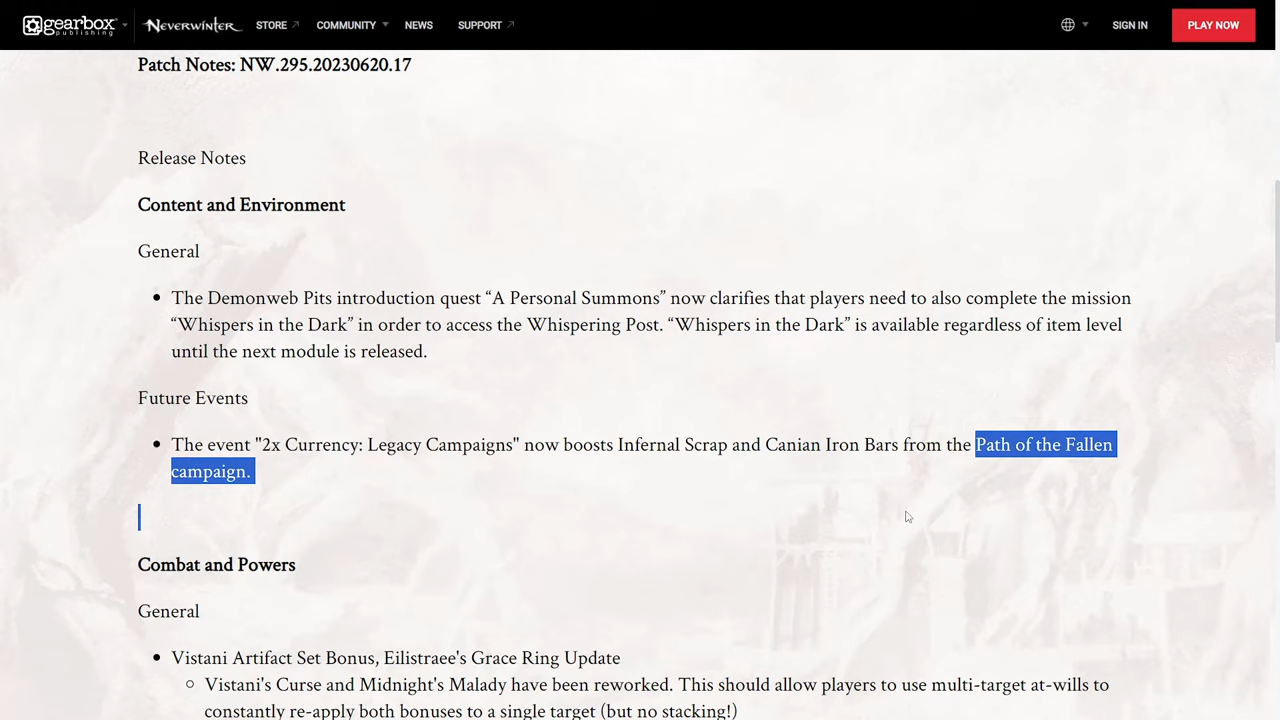 gearbox publishing NEVERWINTER STORE COMMUNITY NEWS SUPPORT SIGN IN PLAY NOW
Patch Notes: NW.295.20230620.17
Release Notes
Content and Environment
General
• The Demonweb Pits introduction quest “A Personal Summons” now clarifies that players need to also complete the mission
“Whispers in the Dark” in order to access the Whispering Post. “Whispers in the Dark” is available regardless of item level
until the next module is released.
Future Events
• The event "2x Currency: Legacy Campaigns" now boosts Infernal Scrap and Canian Iron Bars from the Path of the Fallen
campaign.
Combat and Powers
General
• Vistani Artifact Set Bonus, Eilistraee's Grace Ring Update
○ Vistani's Curse and Midnight's Malady have been reworked. This should allow players to use multi-target at-wills to
constantly re-apply both bonuses to a single target (but no stacking!)